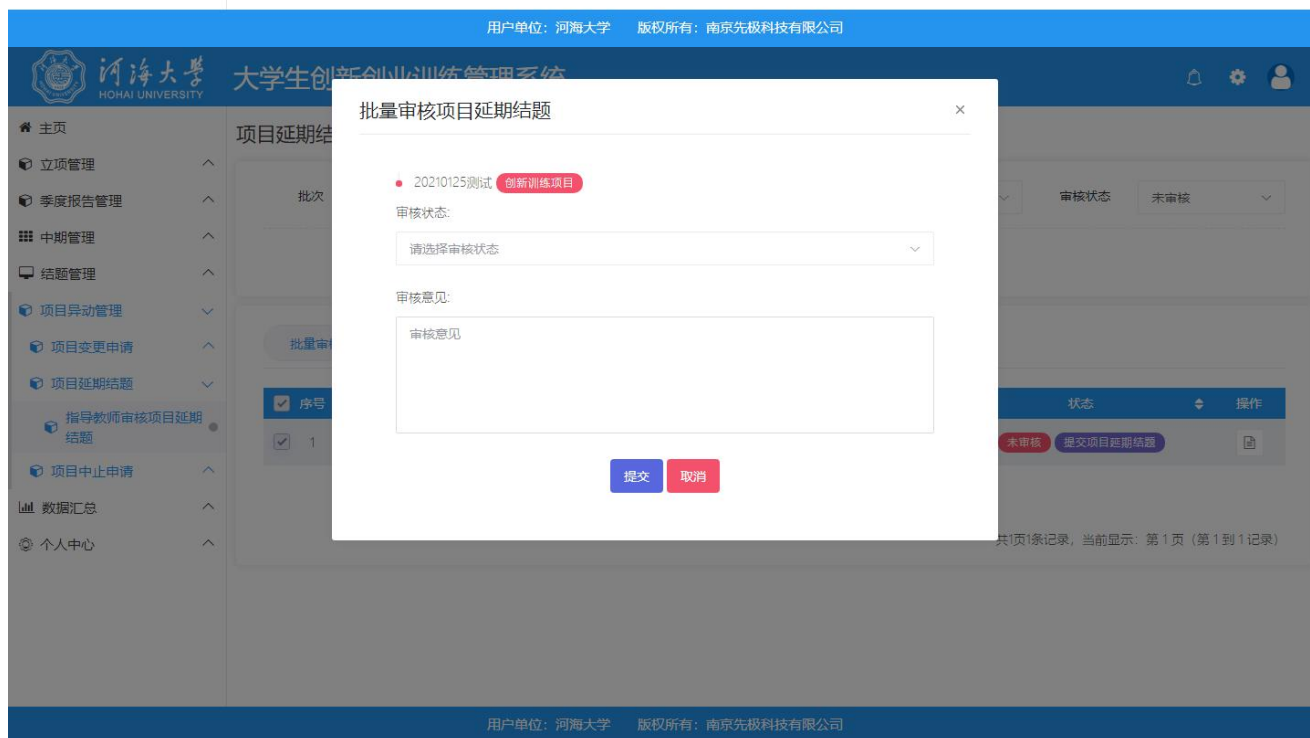 用户单位：河海大学 版权所有：南京先极科技有限公司
河海大学
HOHAI UNIVERSITY
大学生创新创业训练管理系统
主页
立项管理
季度报告管理
中期管理
结题管理
项目异动管理
项目变更申请
项目延期结题
指导教师审核项目延期
结题
项目中止申请
数据汇总
个人中心
项目延期结
批次
审核状态 未审核
批量审核项目延期结题 ×
20210125测试 创新训练项目
审核状态:
请选择审核状态
审核意见:
审核意见
提交 取消
批量审
序号 状态 操作
1 未审核 提交项目延期结题
共1页1条记录，当前显示：第 1 页（第 1 到 1 记录）
用户单位：河海大学 版权所有：南京先极科技有限公司